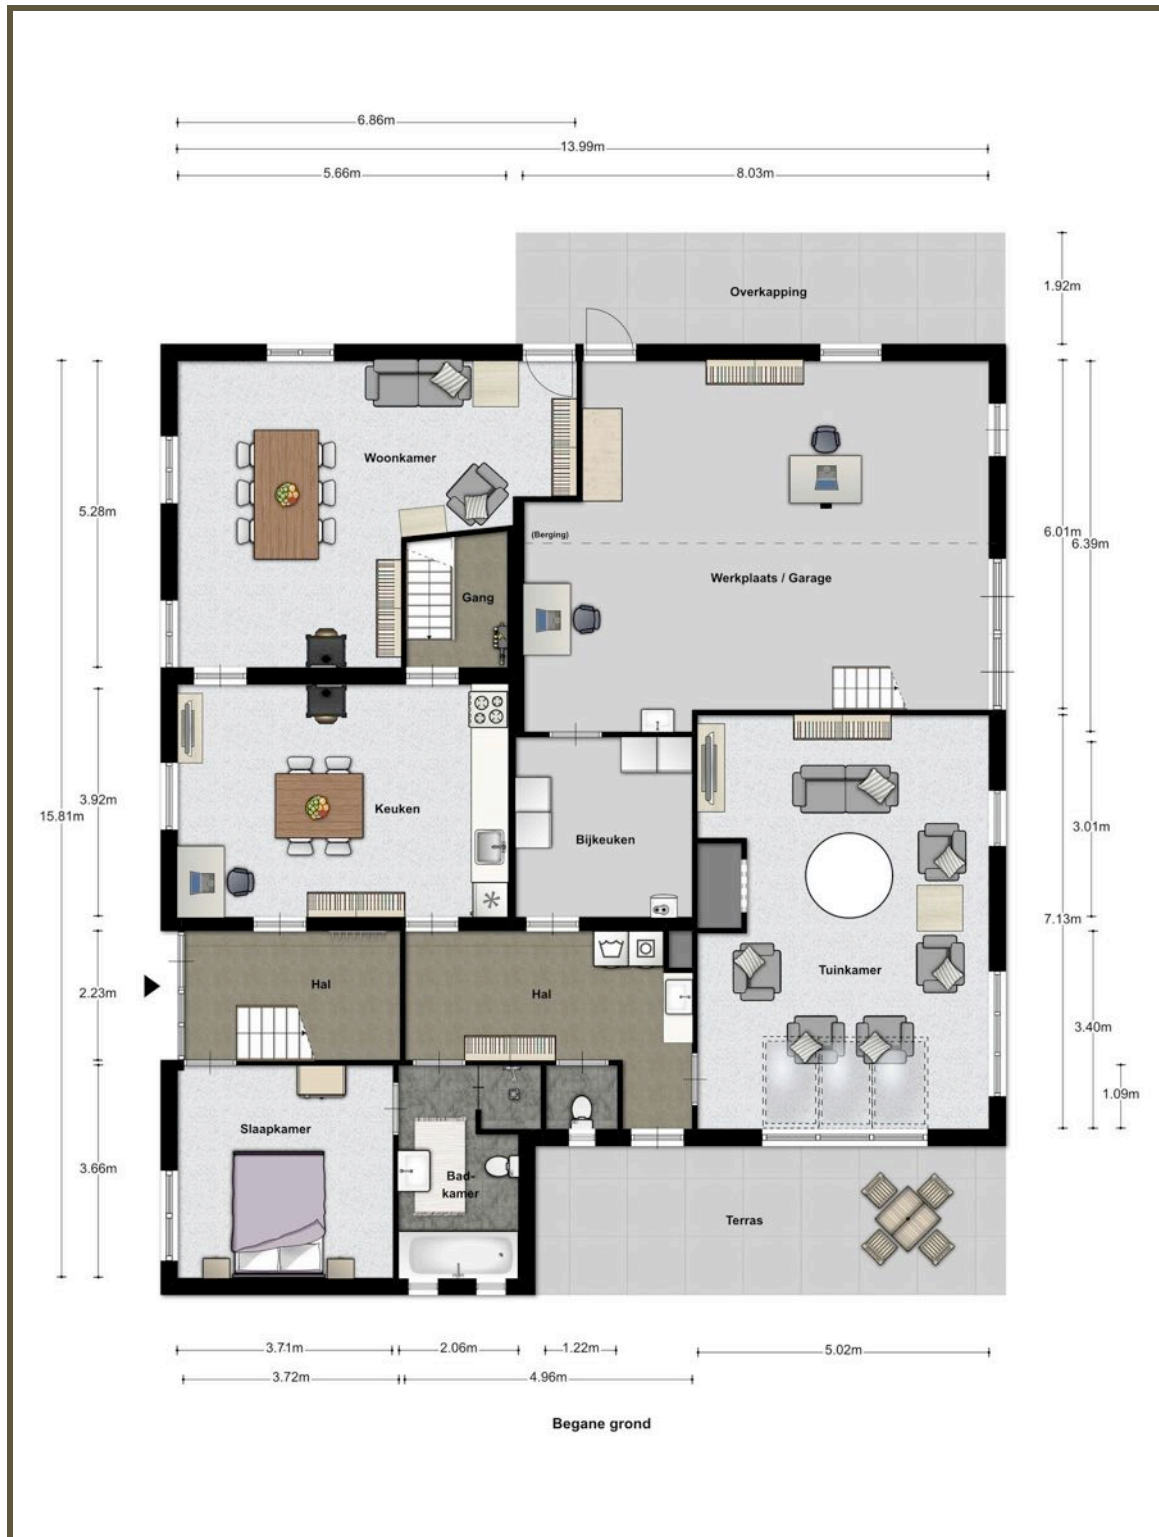 6.86m
13.99m
5.66m
8.03m
Overkapping
1.92m
Woonkamer
5.28m
(Berging)
6.01m
6.39m
Werkplaats / Garage
Gang
3.92m
15.81m
Keuken
Bijkeuken
3.01m
7.13m
Tuinkamer
Hal
Hal
2.23m
3.40m
1.09m
Slaapkamer
3.66m
Bad-
kamer
Terras
3.71m
2.06m
1.22m
5.02m
3.72m
4.96m
Begane grond